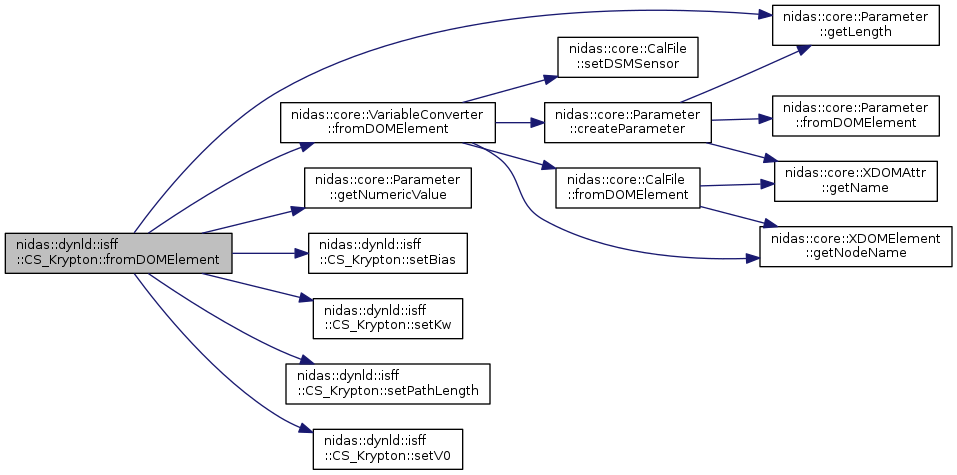 nidas::dynld::isff
::CS_Krypton::fromDOMElement
nidas::core::Parameter
::getLength
nidas::core::VariableConverter
::fromDOMElement
nidas::core::CalFile
::setDSMSensor
nidas::core::Parameter
::createParameter
nidas::core::Parameter
::fromDOMElement
nidas::core::XDOMAttr
::getName
nidas::core::CalFile
::fromDOMElement
nidas::core::XDOMElement
::getNodeName
nidas::core::Parameter
::getNumericValue
nidas::dynld::isff
::CS_Krypton::setBias
nidas::dynld::isff
::CS_Krypton::setKw
nidas::dynld::isff
::CS_Krypton::setPathLength
nidas::dynld::isff
::CS_Krypton::setV0